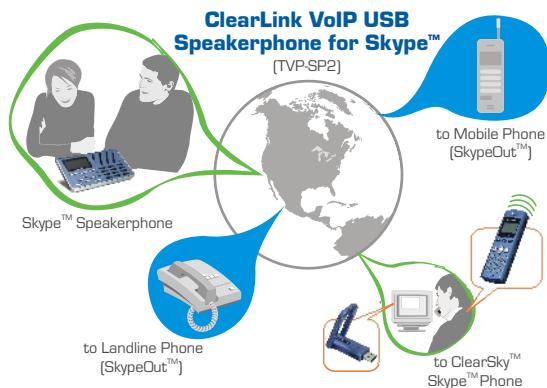 ClearLink VoIP USB
Speakerphone for Skype™
(TVP-SP2)
to Mobile Phone
(SkypeOut™)
Skype™ Speakerphone
to Landline Phone
(SkypeOut™)
to ClearSky™
Skype™Phone